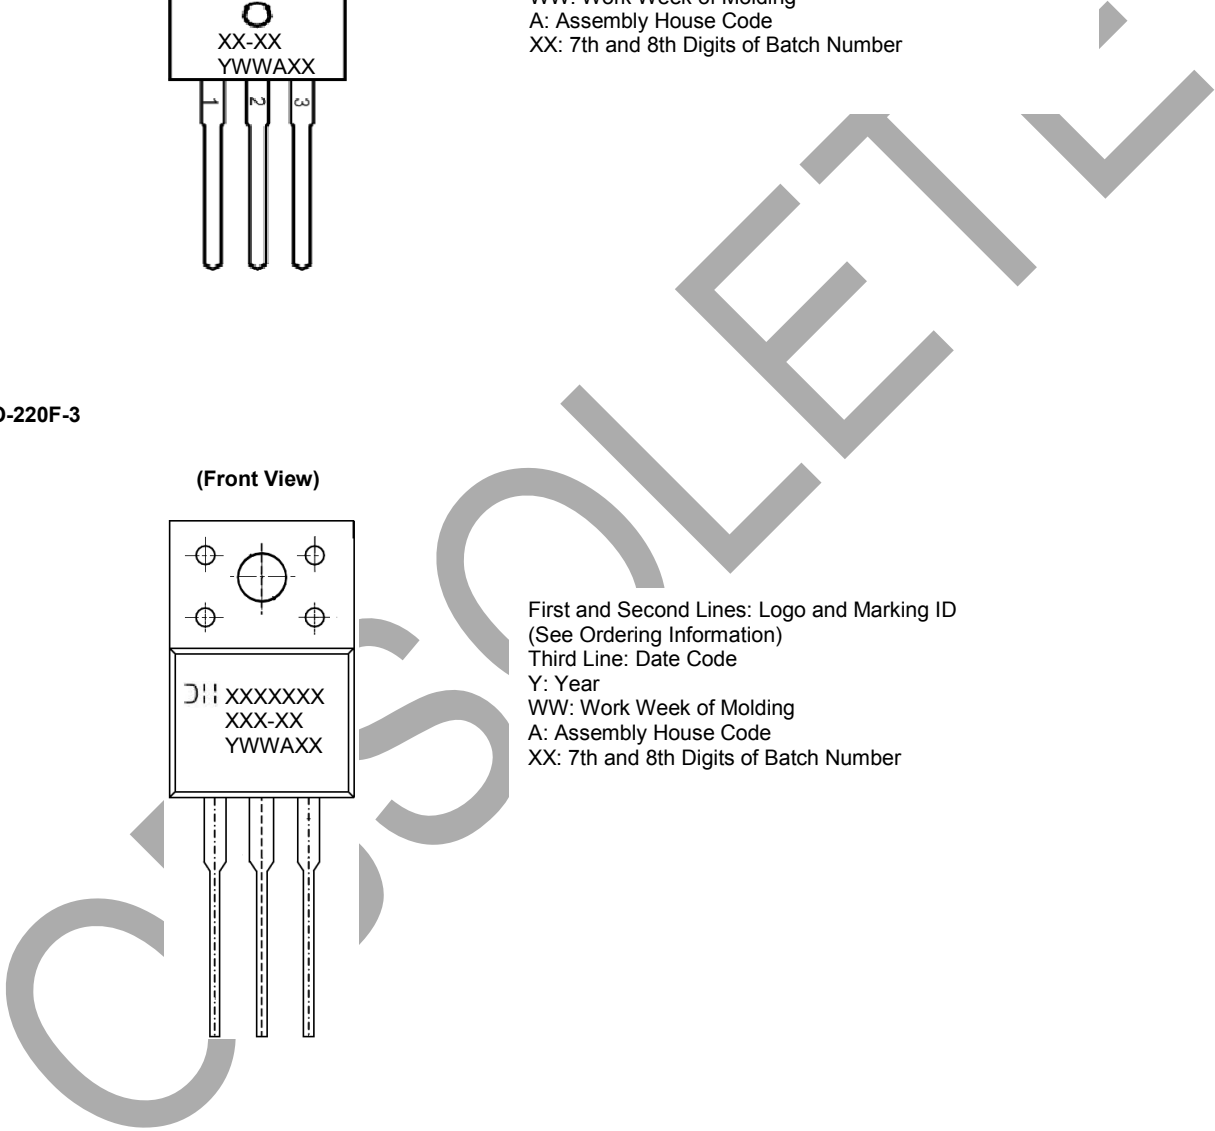 WW: Work Week of Molding
A: Assembly House Code
XX: 7th and 8th Digits of Batch Number
XX-XX
YWWAXX
1 2 3
O-220F-3
(Front View)
XXXXXXX
XXX-XX
YWWAXX
First and Second Lines: Logo and Marking ID
(See Ordering Information)
Third Line: Date Code
Y: Year
WW: Work Week of Molding
A: Assembly House Code
XX: 7th and 8th Digits of Batch Number
OBSOLETE